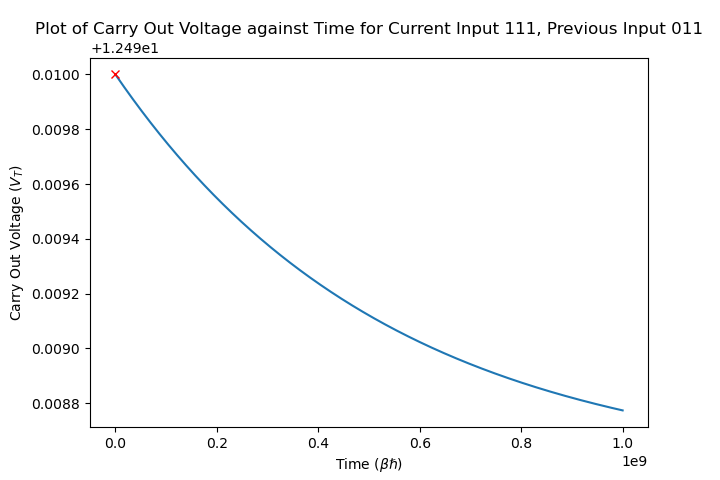 Plot of Carry Out Voltage against Time for Current Input 111, Previous Input 011
+1.249e1
0.0100
0.0098
0.0096
0.0094
0.0092
0.0090
0.0088
Carry Out Voltage (V_T)
0.0 0.2 0.4 0.6 0.8 1.0
1e9
Time (βℏ)